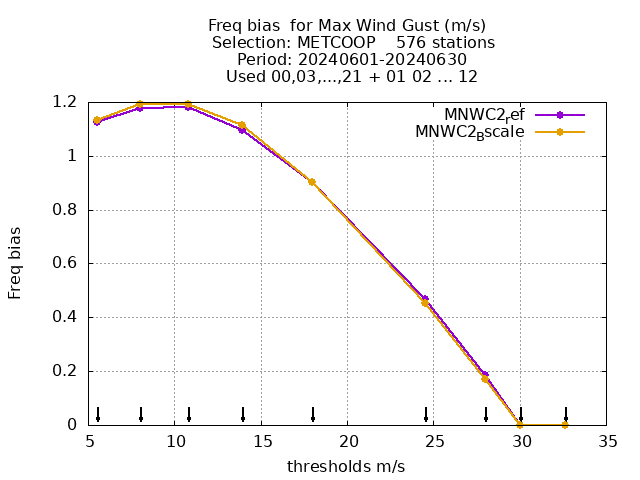 Freq bias  for Max Wind Gust (m/s)
Selection: METCOOP    576 stations
Period: 20240601-20240630
Used 00,03,...,21 + 01 02 ... 12
MNWC2_ref
MNWC2_Bscale
1.2
1
0.8
0.6
0.4
0.2
0
Freq bias
5 10 15 20 25 30 35
thresholds m/s